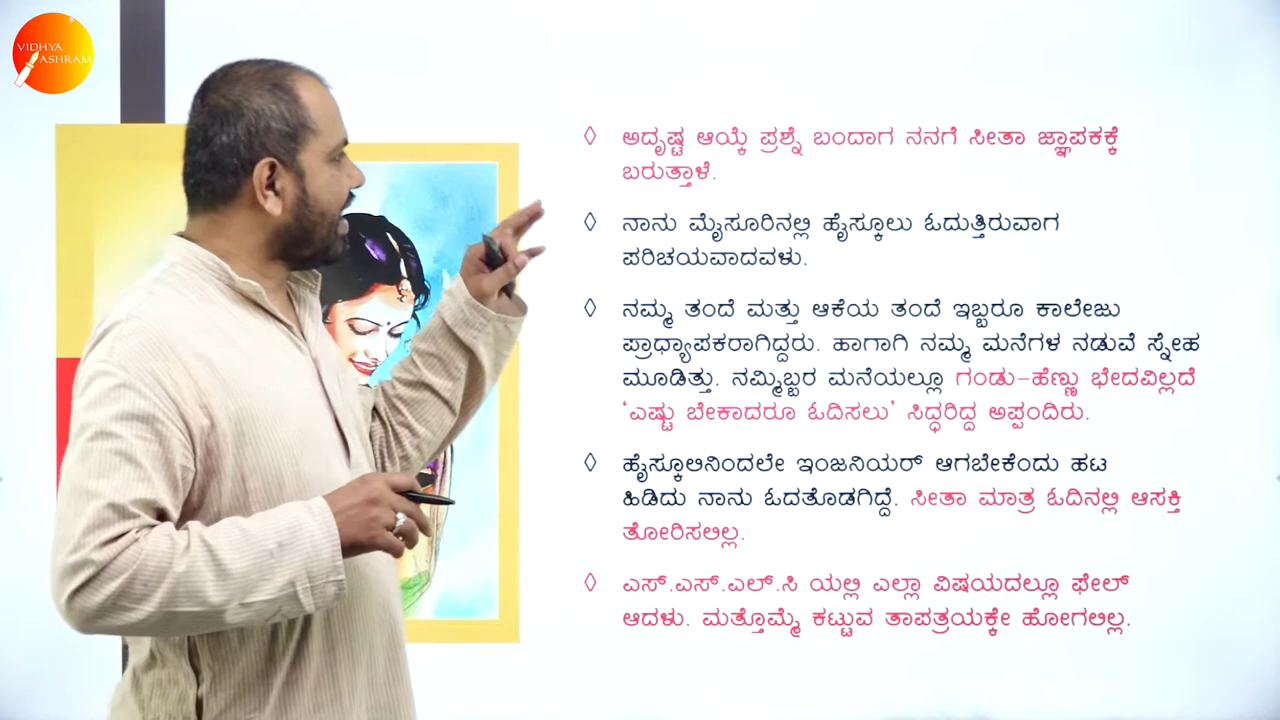 VIDHYA
ASHRAM
◊ ಅದೃಷ್ಟ ಆಯ್ಕೆ ಪ್ರಶ್ನೆ ಬಂದಾಗ ನನಗೆ ಸೀತಾ ಜ್ಞಾಪಕಕ್ಕೆ
ಬರುತ್ತಾಳೆ.
◊ ನಾನು ಮೈಸೂರಿನಲ್ಲಿ ಹೈಸ್ಕೂಲು ಓದುತ್ತಿರುವಾಗ
ಪರಿಚಯವಾದವಳು.
◊ ನಮ್ಮ ತಂದೆ ಮತ್ತು ಆಕೆಯ ತಂದೆ ಇಬ್ಬರೂ ಕಾಲೇಜು
ಪ್ರಾಧ್ಯಾಪಕರಾಗಿದ್ದರು. ಹಾಗಾಗಿ ನಮ್ಮ ಮನೆಗಳ ನಡುವೆ ಸ್ನೇಹ
ಮೂಡಿತ್ತು. ನಮ್ಮಿಬ್ಬರ ಮನೆಯಲ್ಲೂ ಗಂಡು-ಹೆಣ್ಣು ಭೇದವಿಲ್ಲದೆ
'ಎಷ್ಟು ಬೇಕಾದರೂ ಓದಿಸಲು' ಸಿದ್ಧರಿದ್ದ ಅಪ್ಪಂದಿರು.
◊ ಹೈಸ್ಕೂಲಿನಿಂದಲೇ ಇಂಜನಿಯರ್ ಆಗಬೇಕೆಂದು ಹಟ
ಹಿಡಿದು ನಾನು ಓದತೊಡಗಿದ್ದೆ. ಸೀತಾ ಮಾತ್ರ ಓದಿನಲ್ಲಿ ಆಸಕ್ತಿ
ತೋರಿಸಲಿಲ್ಲ.
◊ ಎಸ್.ಎಸ್.ಎಲ್.ಸಿ ಯಲ್ಲಿ ಎಲ್ಲಾ ವಿಷಯದಲ್ಲೂ ಫೇಲ್
ಆದಳು. ಮತ್ತೊಮ್ಮೆ ಕಟ್ಟುವ ತಾಪತ್ರಯಕ್ಕೇ ಹೋಗಲಿಲ್ಲ.